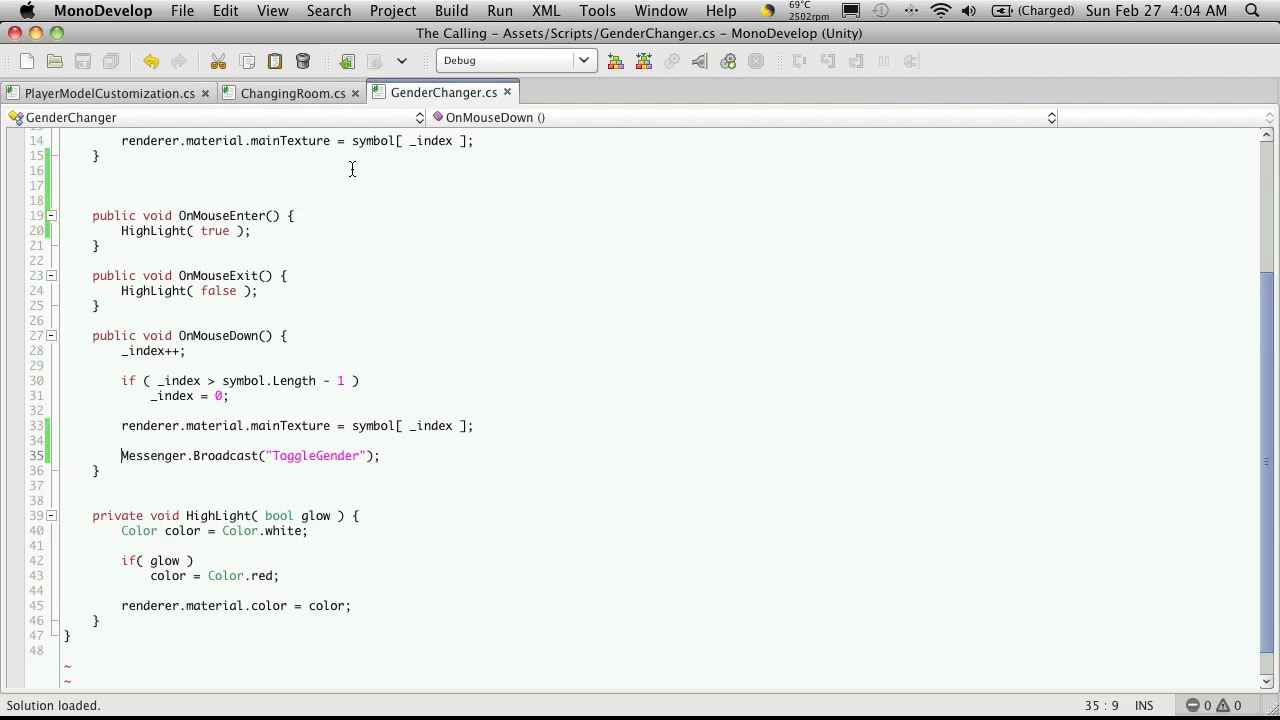 MonoDevelop File Edit View Search Project Build Run XML Tools Window Help 69°C 2502rpm (Charged) Sun Feb 27 4:04 AM
The Calling - Assets/Scripts/GenderChanger.cs - MonoDevelop (Unity)
Debug
PlayerModelCustomization.cs ChangingRoom.cs GenderChanger.cs
GenderChanger OnMouseDown ()
13
14 renderer.material.mainTexture = symbol[ _index ];
15 }
16
17
18
19 public void OnMouseEnter() {
20 HighLight( true );
21 }
22
23 public void OnMouseExit() {
24 HighLight( false );
25 }
26
27 public void OnMouseDown() {
28 _index++;
29
30 if ( _index > symbol.Length - 1 )
31 _index = 0;
32
33 renderer.material.mainTexture = symbol[ _index ];
34
35 Messenger.Broadcast("ToggleGender");
36 }
37
38
39 private void HighLight( bool glow ) {
40 Color color = Color.white;
41
42 if( glow )
43 color = Color.red;
44
45 renderer.material.color = color;
46 }
47 }
48
~
~
Solution loaded. 35 : 9 INS 0 0